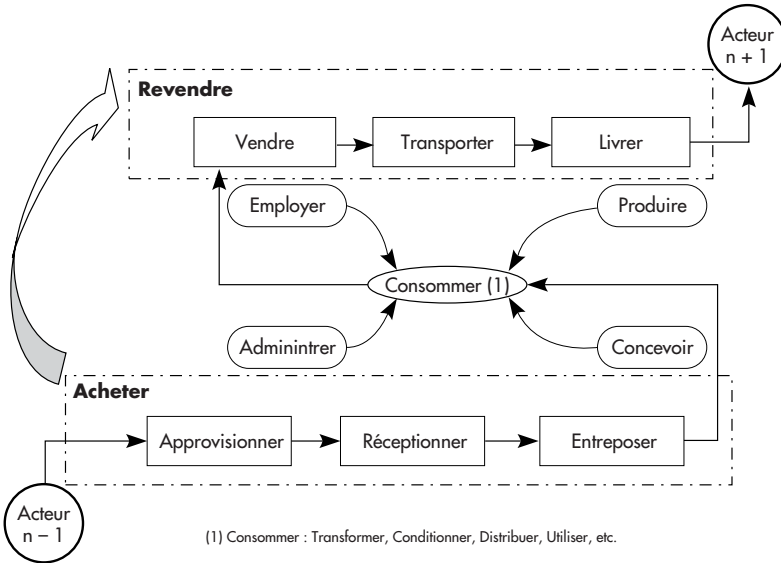 Acteur
n + 1
Revendre
Vendre
Transporter
Livrer
Employer
Produire
Consommer (1)
Adminintrer
Concevoir
Acheter
Approvisionner
Réceptionner
Entreposer
Acteur
n – 1
(1) Consommer : Transformer, Conditionner, Distribuer, Utiliser, etc.